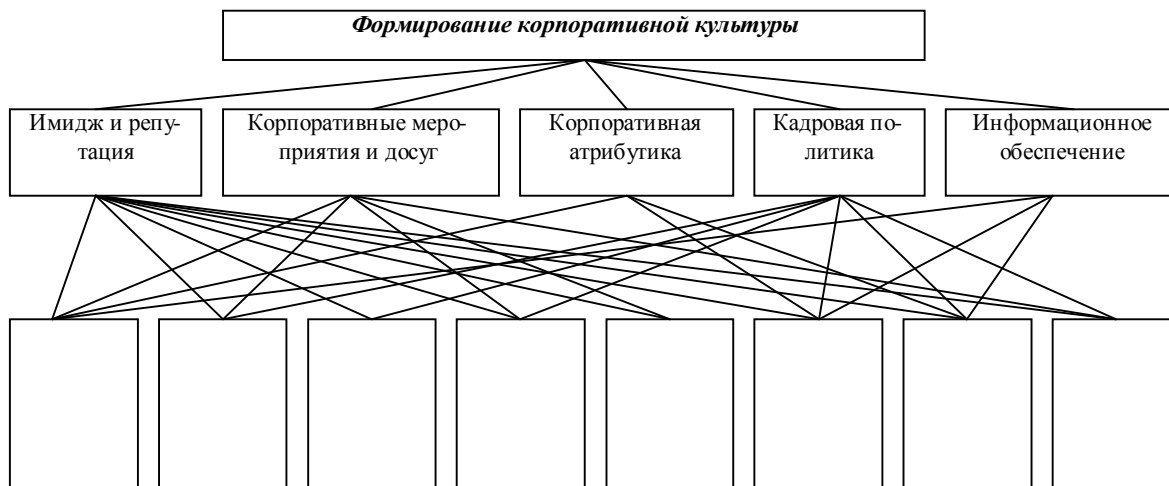 Формирование корпоративной культуры
Имидж и репу-
тация
Корпоративные меро-
приятия и досуг
Корпоративная
атрибутика
Кадровая по-
литика
Информационное
обеспечение